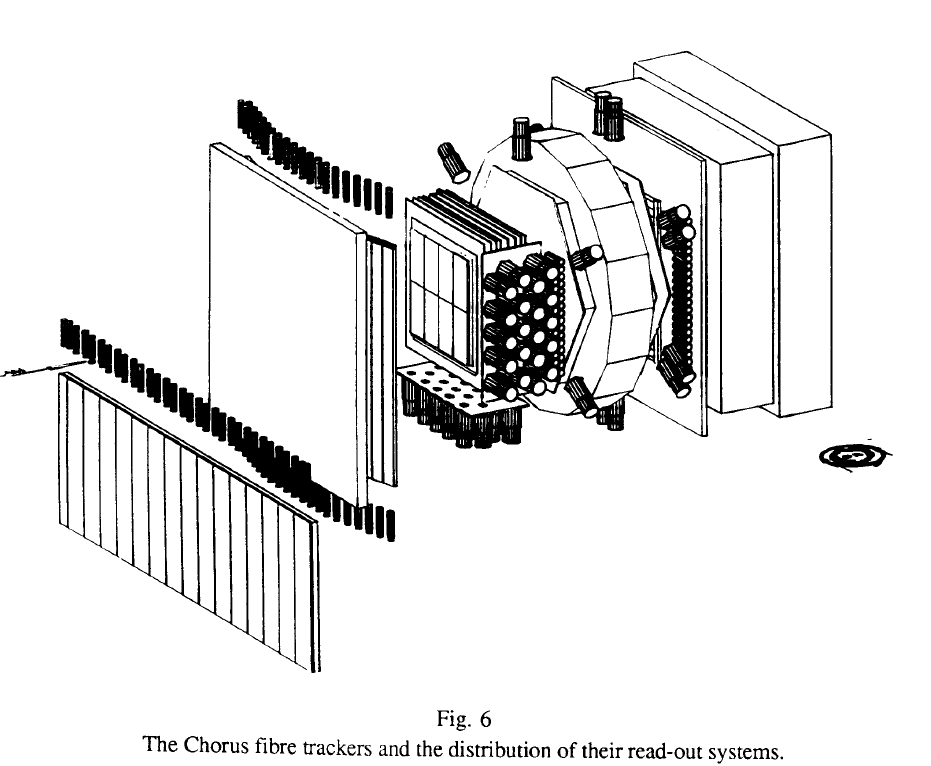 Fig. 6
The Chorus fibre trackers and the distribution of their read-out systems.